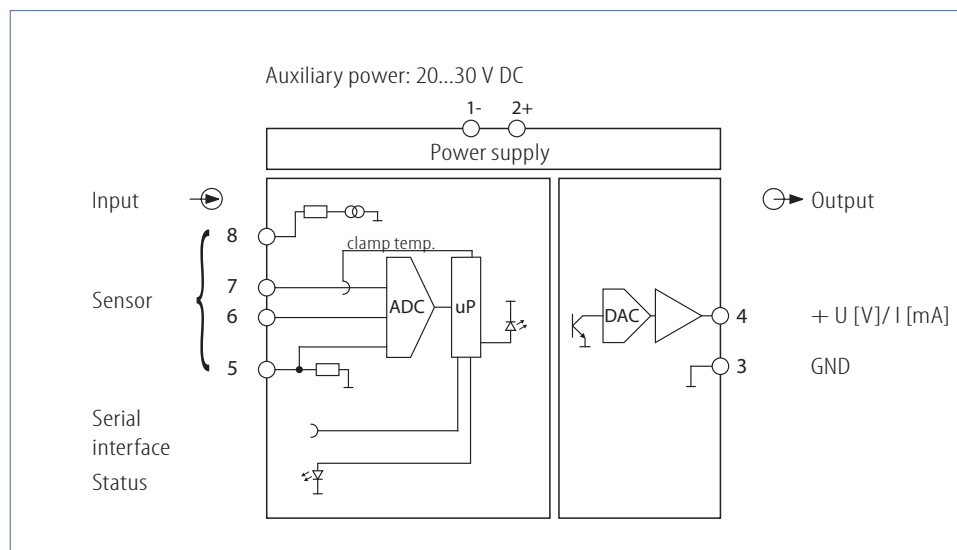 Auxiliary power: 20...30 V DC
1- 2+
Power supply
Input
Output
8
clamp temp.
7
Sensor
ADC
uP
DAC
6
4
+ U [V]/ I [mA]
5
3
GND
Serial
interface
Status